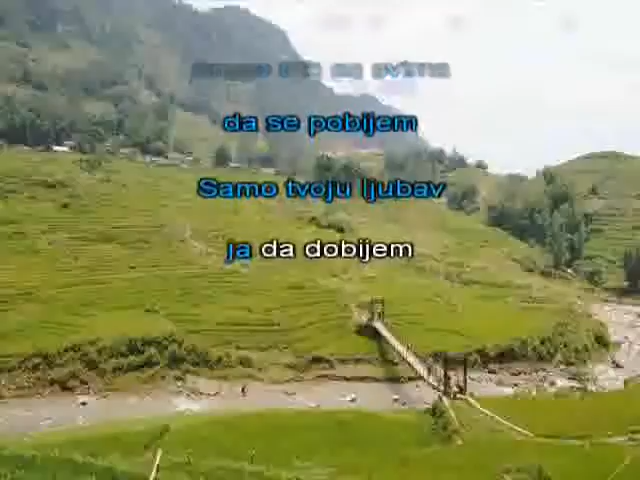 da se pobijem
Samo tvoju ljubav
ja da dobijem